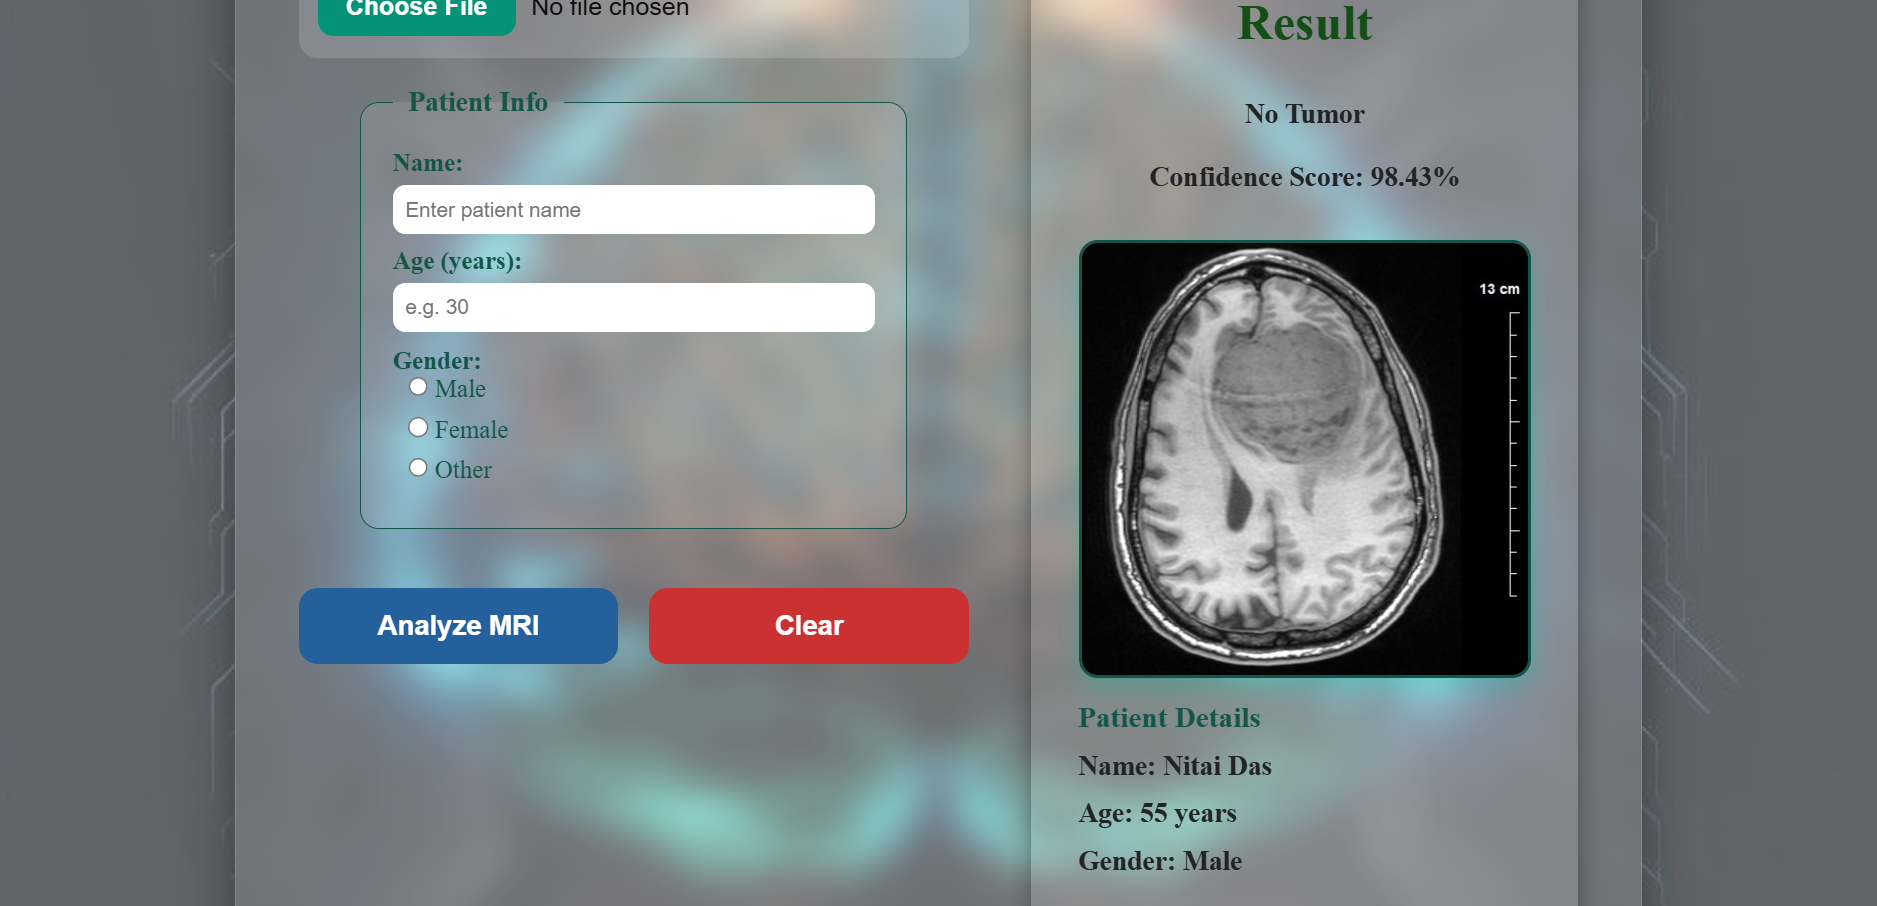 Choose File No file chosen
Patient Info
Name:
Enter patient name
Age (years):
e.g. 30
Gender:
Male
Female
Other
Analyze MRI
Clear
Result
No Tumor
Confidence Score: 98.43%
13 cm
Patient Details
Name: Nitai Das
Age: 55 years
Gender: Male